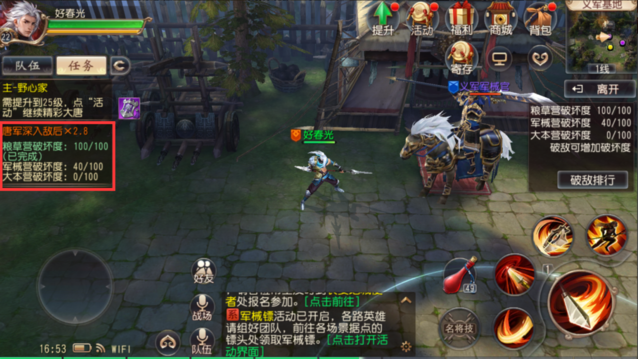 好春光
22
提升
活动
福利
商城
背包
寄存
义军基地
1线
离开
队伍
任务
主-野心家
需提升到25级，点“活
动”继续精彩大唐
唐军深入敌后×2.8
粮草营破坏度：100/100
(已完成)
军械营破坏度：40/100
大本营破坏度：0/100
好春光
义军军械官
粮草营破坏度 100/100
军械营破坏度 40/100
大本营破坏度 0/100
破敌可增加破坏度
破敌排行
好友
战场
队伍
者处报名参加。[点击前往]
系 军械镖活动已开启，各路英雄
请组好团队，前往各场景据点的
镖头处领取军械镖。[点击打开活
动界面]
名将技
16:53
WIFI